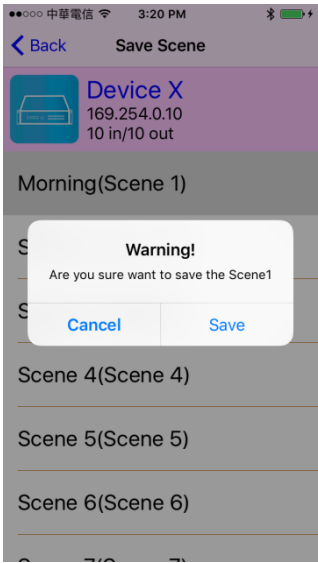 中華電信 3:20 PM
Back Save Scene
Device X
169.254.0.10
10 in/10 out
Morning(Scene 1)
S
Warning!
Are you sure want to save the Scene1
S
Cancel Save
Scene 4(Scene 4)
Scene 5(Scene 5)
Scene 6(Scene 6)